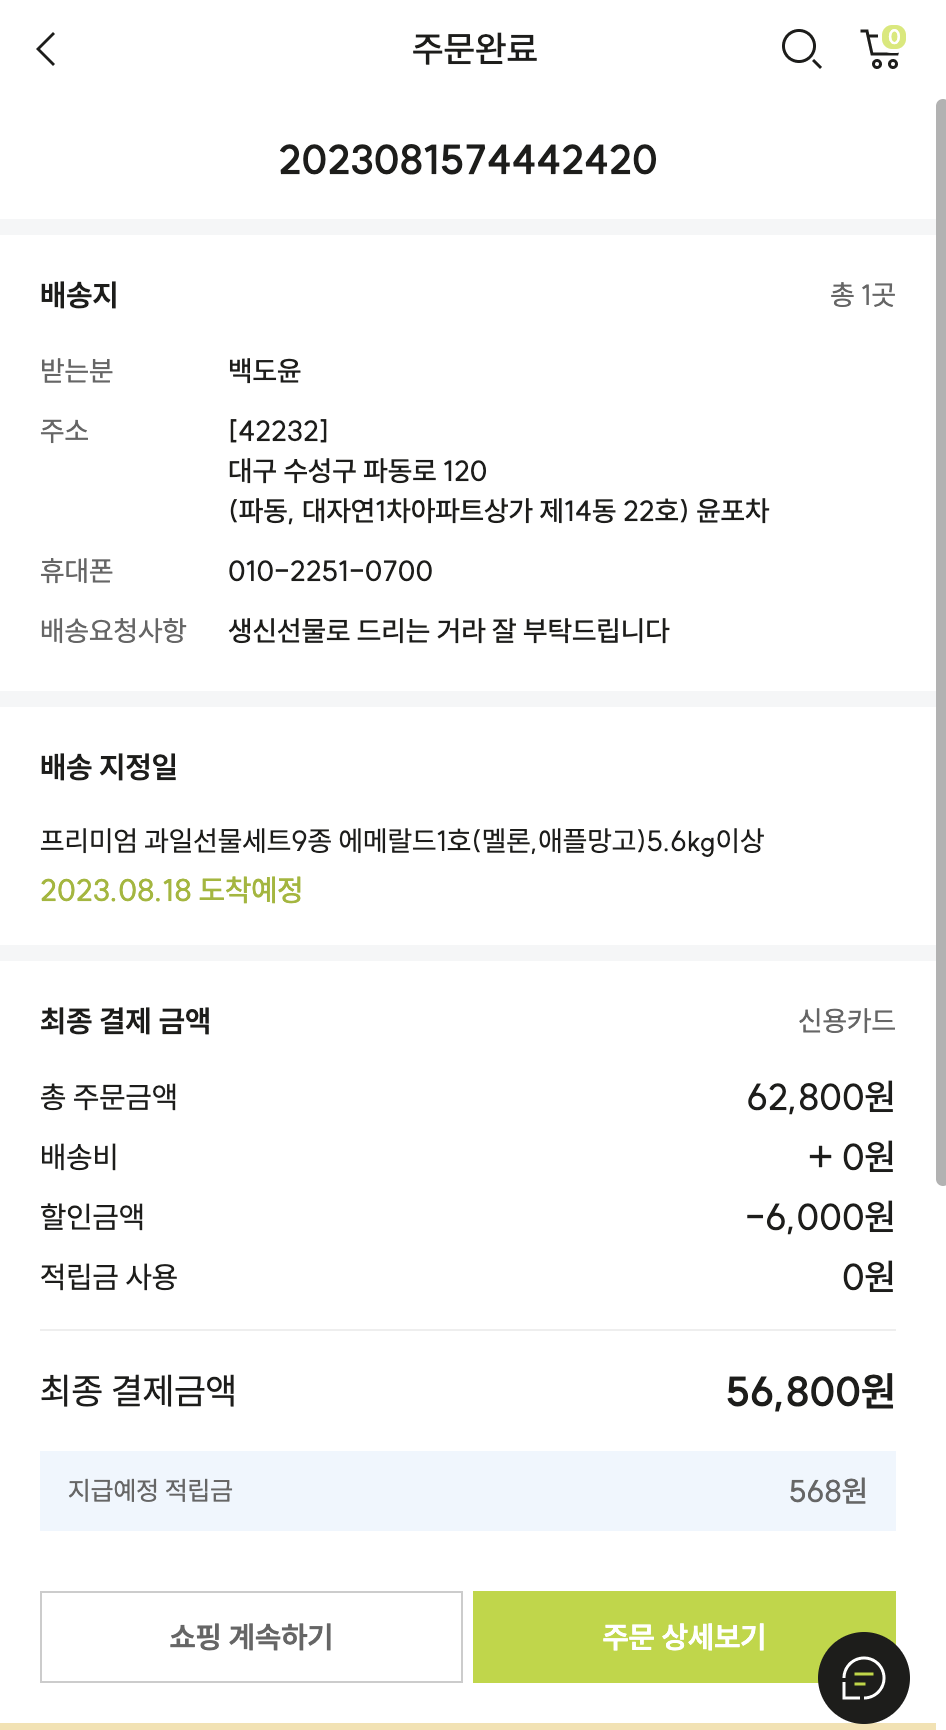 주문완료
0
2023081574442420
배송지
총 1곳
받는분
백도윤
주소
[42232]
대구 수성구 파동로 120
(파동, 대자연1차아파트상가 제14동 22호) 윤포차
휴대폰
010-2251-0700
배송요청사항
생신선물로 드리는 거라 잘 부탁드립니다
배송 지정일
프리미엄 과일선물세트9종 에메랄드1호(멜론,애플망고)5.6kg이상
2023.08.18 도착예정
최종 결제 금액
신용카드
총 주문금액
62,800원
배송비
+ 0원
할인금액
-6,000원
적립금 사용
0원
최종 결제금액
56,800원
지급예정 적립금
568원
쇼핑 계속하기
주문 상세보기